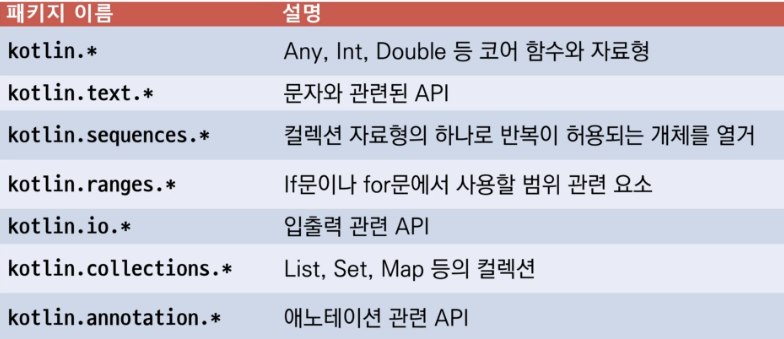 패키지 이름 설명
kotlin.* Any, Int, Double 등 코어 함수와 자료형
kotlin.text.* 문자와 관련된 API
kotlin.sequences.* 컬렉션 자료형의 하나로 반복이 허용되는 개체를 열거
kotlin.ranges.* If문이나 for문에서 사용할 범위 관련 요소
kotlin.io.* 입출력 관련 API
kotlin.collections.* List, Set, Map 등의 컬렉션
kotlin.annotation.* 애노테이션 관련 API